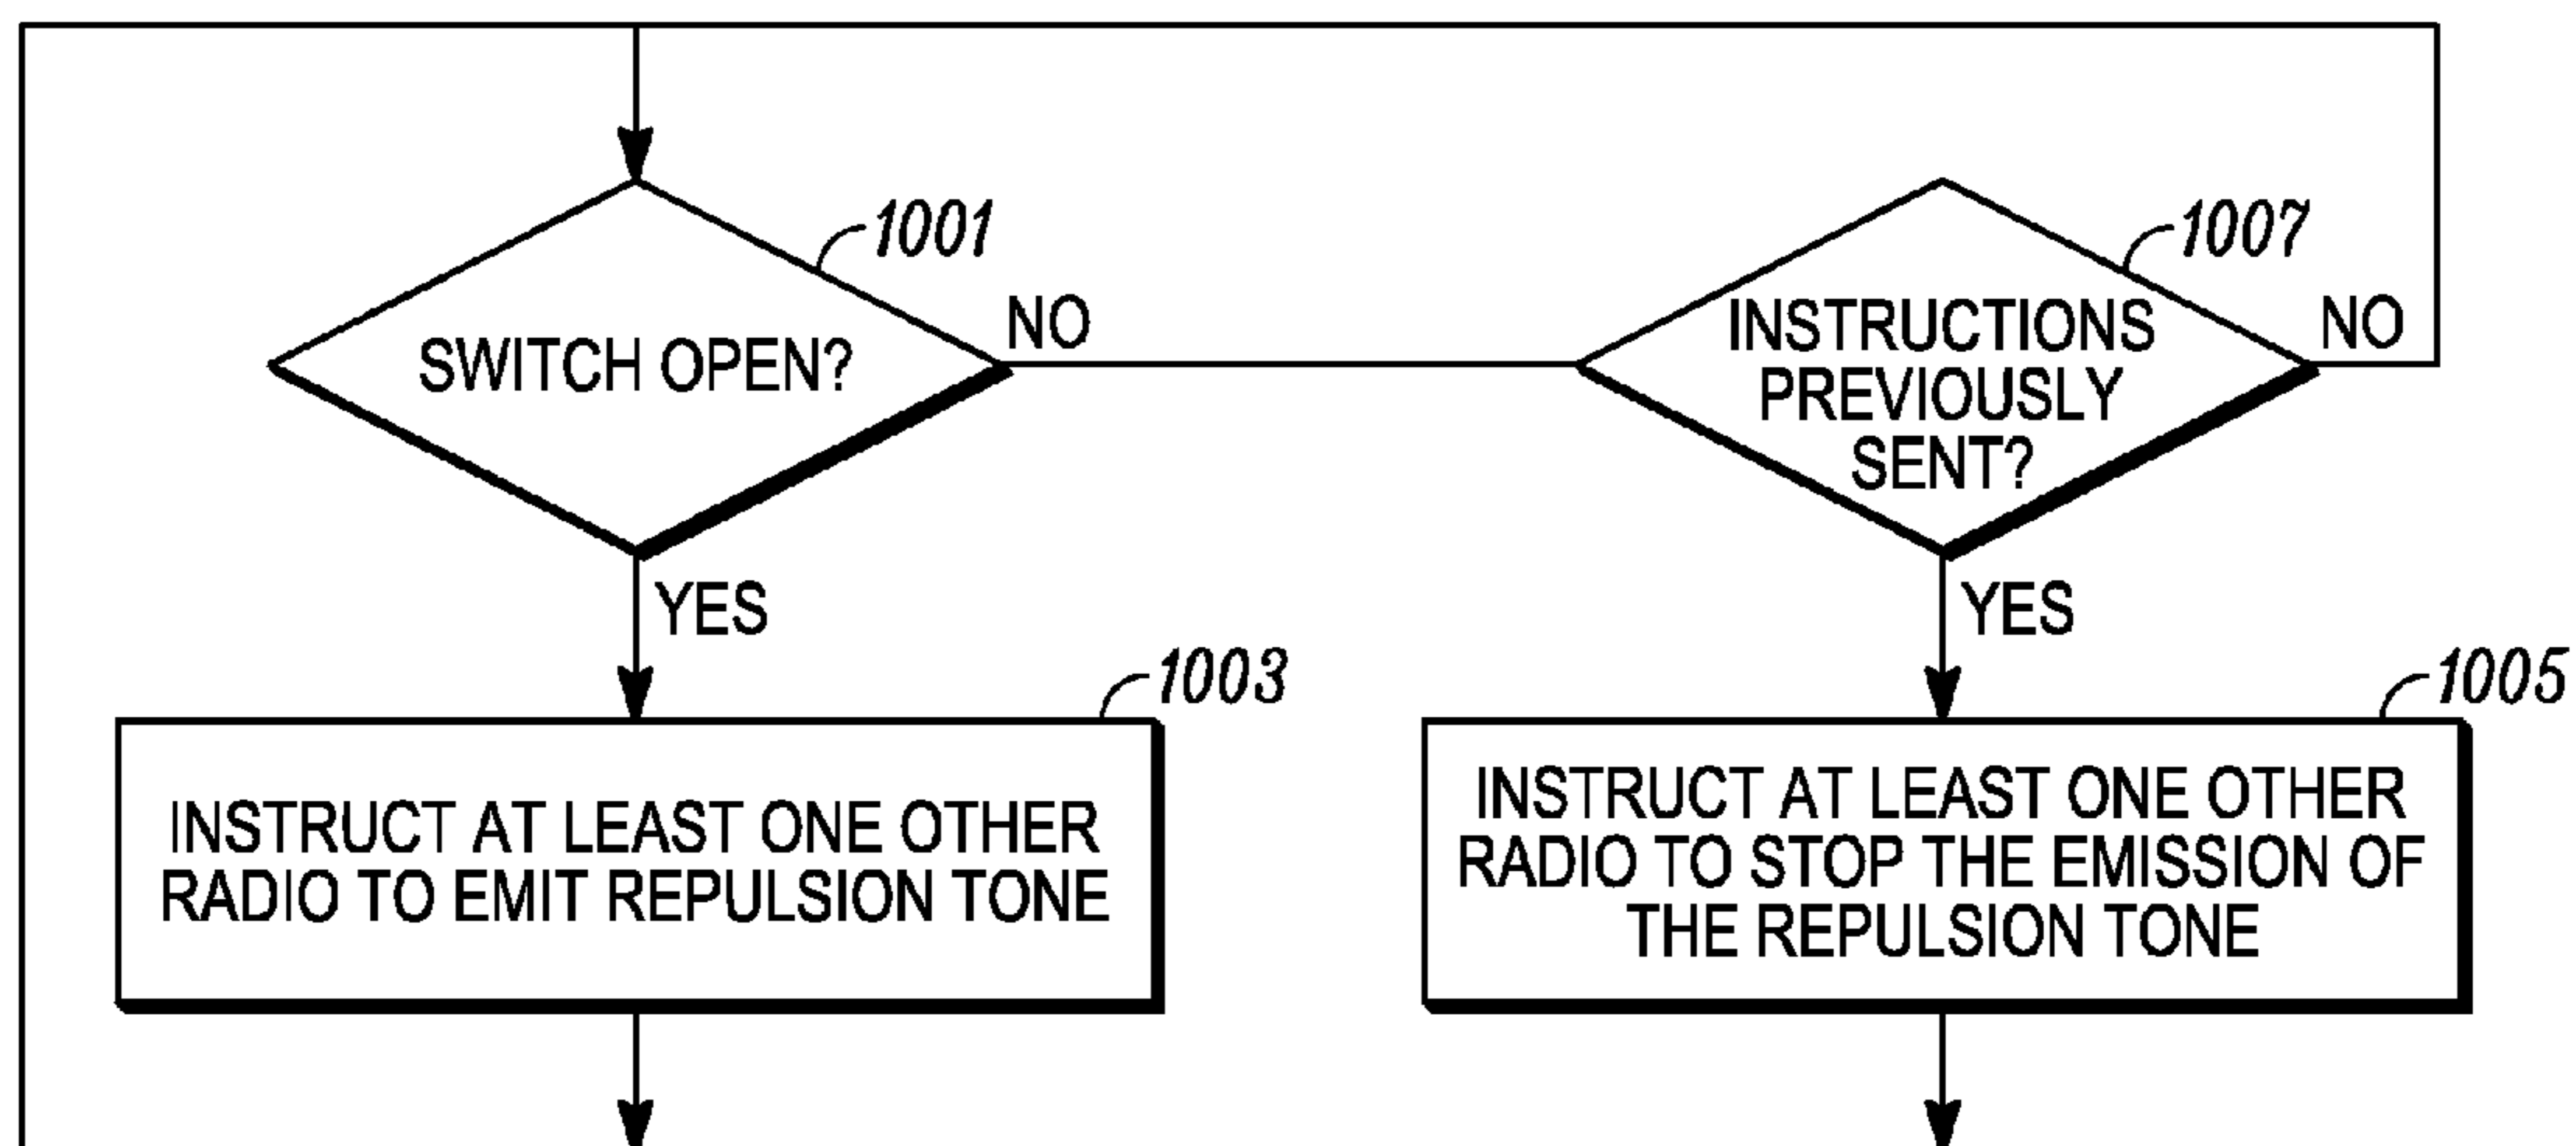 1001
SWITCH OPEN?
NO
1007
INSTRUCTIONS
PREVIOUSLY
SENT?
NO
YES
YES
1003
INSTRUCT AT LEAST ONE OTHER
RADIO TO EMIT REPULSION TONE
1005
INSTRUCT AT LEAST ONE OTHER
RADIO TO STOP THE EMISSION OF
THE REPULSION TONE